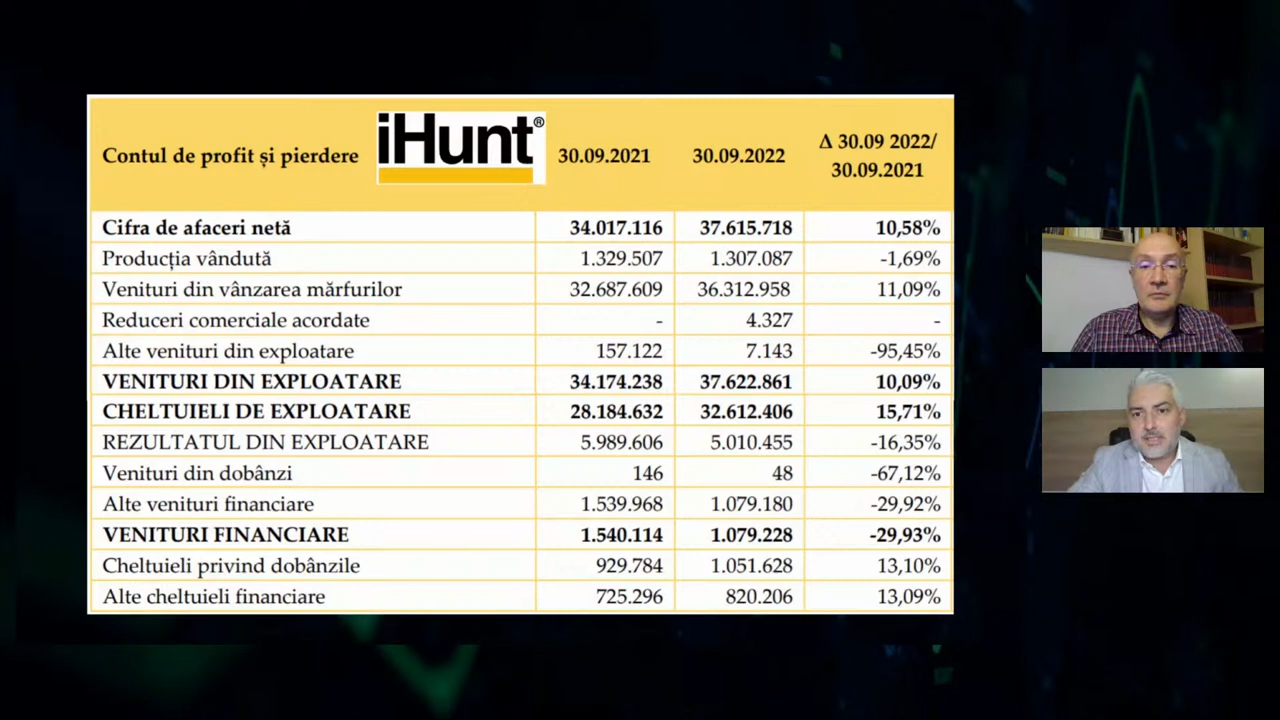 Contul de profit și pierdere iHunt® 30.09.2021 30.09.2022 Δ 30.09 2022/
30.09.2021
Cifra de afaceri netă 34.017.116 37.615.718 10,58%
Producția vândută 1.329.507 1.307.087 -1,69%
Venituri din vânzarea mărfurilor 32.687.609 36.312.958 11,09%
Reduceri comerciale acordate - 4.327 -
Alte venituri din exploatare 157.122 7.143 -95,45%
VENITURI DIN EXPLOATARE 34.174.238 37.622.861 10,09%
CHELTUIELI DE EXPLOATARE 28.184.632 32.612.406 15,71%
REZULTATUL DIN EXPLOATARE 5.989.606 5.010.455 -16,35%
Venituri din dobânzi 146 48 -67,12%
Alte venituri financiare 1.539.968 1.079.180 -29,92%
VENITURI FINANCIARE 1.540.114 1.079.228 -29,93%
Cheltuieli privind dobânzile 929.784 1.051.628 13,10%
Alte cheltuieli financiare 725.296 820.206 13,09%